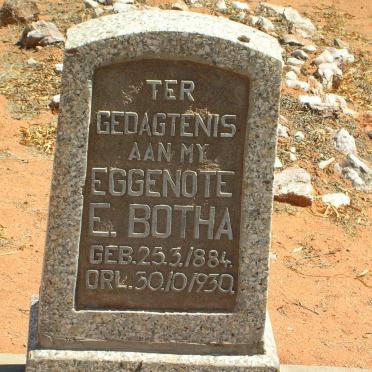 TER
GEDAGTENIS
AAN MY
EGGENOTE
E. BOTHA
GEB. 25.3.1884.
ORL. 30.10.1930.